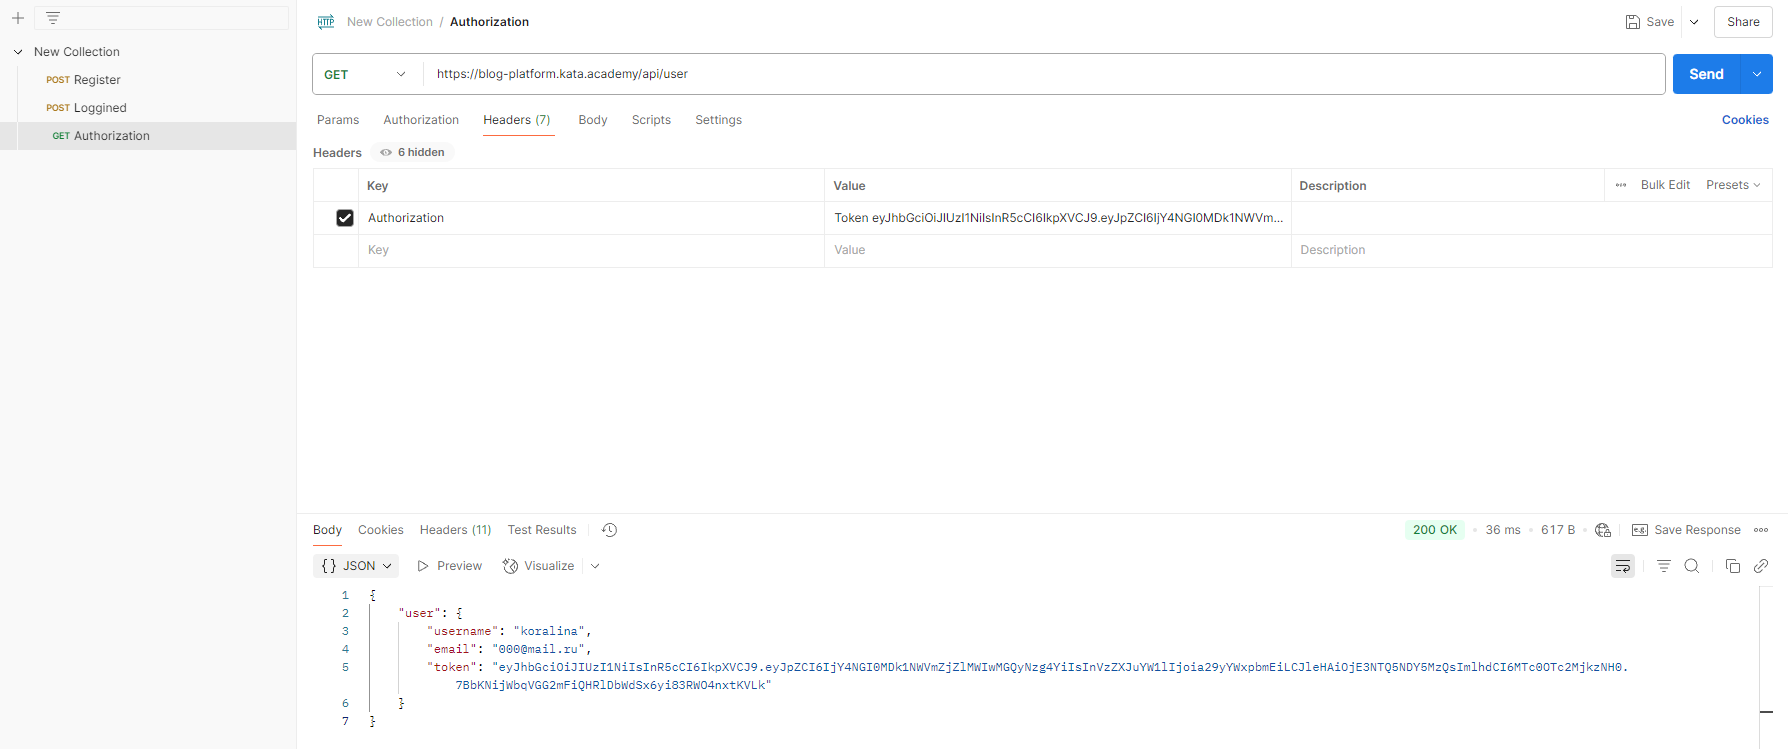 New Collection / Authorization
Save
Share
New Collection
POST Register
POST Loggined
GET Authorization
GET
https://blog-platform.kata.academy/api/user
Send
Params Authorization Headers (7) Body Scripts Settings
Cookies
Headers 6 hidden
Key Value Description Bulk Edit Presets
Authorization Token eyJhbGciOiJIUzI1NiIsInR5cCI6IkpXVCJ9.eyJpZCI6IjY4NGI0MDk1NWVm...
Key Value Description
Body Cookies Headers (11) Test Results
200 OK • 36 ms • 617 B • e.g. Save Response
{} JSON Preview Visualize
1 {
2 "user": {
3 "username": "koralina",
4 "email": "000@mail.ru",
5 "token": "eyJhbGciOiJIUzI1NiIsInR5cCI6IkpXVCJ9.eyJpZCI6IjY4NGI0MDk1NWVmZjZlMWIwMGQyNzg4YiIsInVzZXJuYW1lIjoia29yYWxpbmEiLCJleHAiOjE3NTQ5NDY5MzQsImlhdCI6MTc0OTc2MjkzNH0.
7BbKNijWbqVGG2mFiQHRlDbWdSx6yi83RWO4nxtKVLk"
6 }
7 }